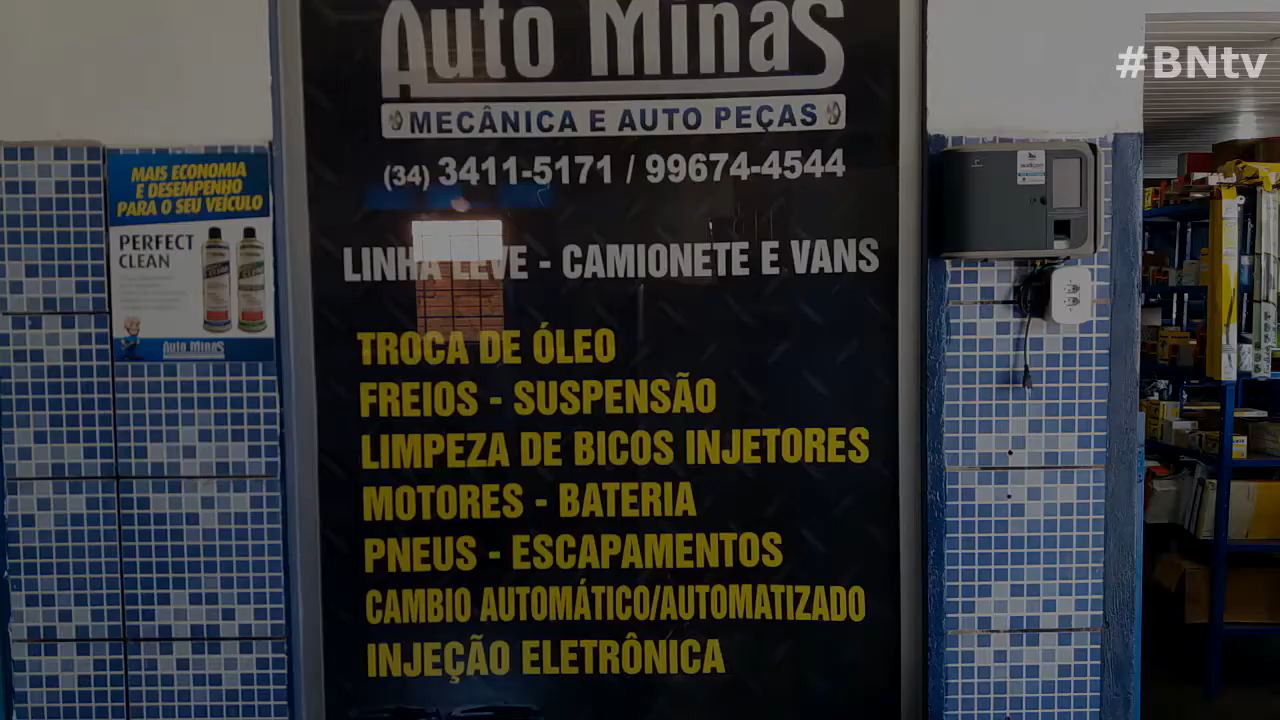 Auto Minas
#BNtv
MECÂNICA E AUTO PEÇAS
(34) 3411-5171 / 99674-4544
MAIS ECONOMIA
E DESEMPENHO
PARA O SEU VEÍCULO
PERFECT
CLEAN
Auto Minas
LINHA LEVE - CAMIONETE E VANS
TROCA DE ÓLEO
FREIOS - SUSPENSÃO
LIMPEZA DE BICOS INJETORES
MOTORES - BATERIA
PNEUS - ESCAPAMENTOS
CAMBIO AUTOMÁTICO/AUTOMATIZADO
INJEÇÃO ELETRÔNICA